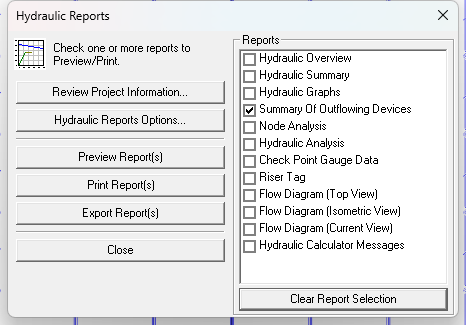 Hydraulic Reports
Check one or more reports to
Preview/Print.
Review Project Information...
Hydraulic Reports Options...
Preview Report(s)
Print Report(s)
Export Report(s)
Close
Reports
Hydraulic Overview
Hydraulic Summary
Hydraulic Graphs
Summary Of Outflowing Devices
Node Analysis
Hydraulic Analysis
Check Point Gauge Data
Riser Tag
Flow Diagram (Top View)
Flow Diagram (Isometric View)
Flow Diagram (Current View)
Hydraulic Calculator Messages
Clear Report Selection